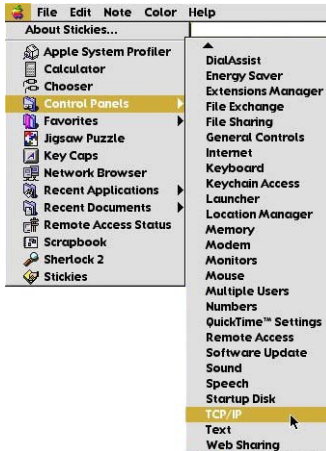 File Edit Note Color Help
About Stickies...
Apple System Profiler
Calculator
Chooser
Control Panels
Favorites
Jigsaw Puzzle
Key Caps
Network Browser
Recent Applications
Recent Documents
Remote Access Status
Scrapbook
Sherlock 2
Stickies
DialAssist
Energy Saver
Extensions Manager
File Exchange
File Sharing
General Controls
Internet
Keyboard
Keychain Access
Launcher
Location Manager
Memory
Modem
Monitors
Mouse
Multiple Users
Numbers
QuickTime™ Settings
Remote Access
Software Update
Sound
Speech
Startup Disk
TCP/IP
Text
Web Sharing